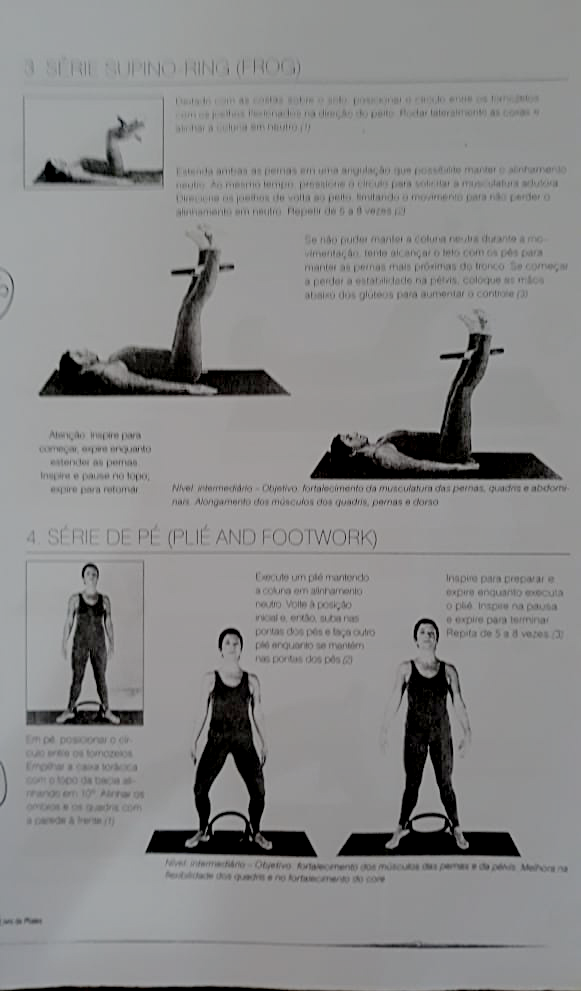 3. SÉRIE SUPINO-RING (FROG)
Deitado com as costas sobre o solo, posicionar o círculo entre os tornozelos
com os joelhos flexionados na direção do peito. Rodar lateralmente as coxas e
alinhar a coluna em neutro (1)
Estenda ambas as pernas em uma angulação que possibilite manter o alinhamento
neutro. Ao mesmo tempo, pressione o círculo para solicitar a musculatura adutora.
Direcione os joelhos de volta ao peito, limitando o movimento para não perder o
alinhamento em neutro. Repetir de 5 a 8 vezes (2)
Se não puder manter a coluna neutra durante a mo-
vimentação, tente alcançar o teto com os pés para
manter as pernas mais próximas do tronco. Se começar
a perder a estabilidade na pélvis, coloque as mãos
abaixo dos glúteos para aumentar o controle (3)
Atenção: Inspire para
começar, expire enquanto
estender as pernas.
Inspire e pause no topo;
expire para retornar
Nível: intermediário – Objetivo: fortalecimento da musculatura das pernas, quadris e abdomi-
nais. Alongamento dos músculos dos quadris, pernas e dorso
4. SÉRIE DE PÉ (PLIÉ AND FOOTWORK)
Execute um plié mantendo
a coluna em alinhamento
neutro. Volte à posição
inicial e, então, suba nas
pontas dos pés e faça outro
plié enquanto se mantém
nas pontas dos pés (2)
Inspire para preparar e
expire enquanto executa
o plié. Inspire na pausa
e expire para terminar.
Repita de 5 a 8 vezes (3)
Em pé, posicionar o cír-
culo entre os tornozelos.
Empilhar a caixa torácica
com o topo da bacia ali-
nhando em 10º. Alinhar os
ombros e os quadris com
a parede à frente (1)
Nível: intermediário – Objetivo: fortalecimento dos músculos das pernas e da pélvis. Melhora na
flexibilidade dos quadris e no fortalecimento do core
Livro de Pilates